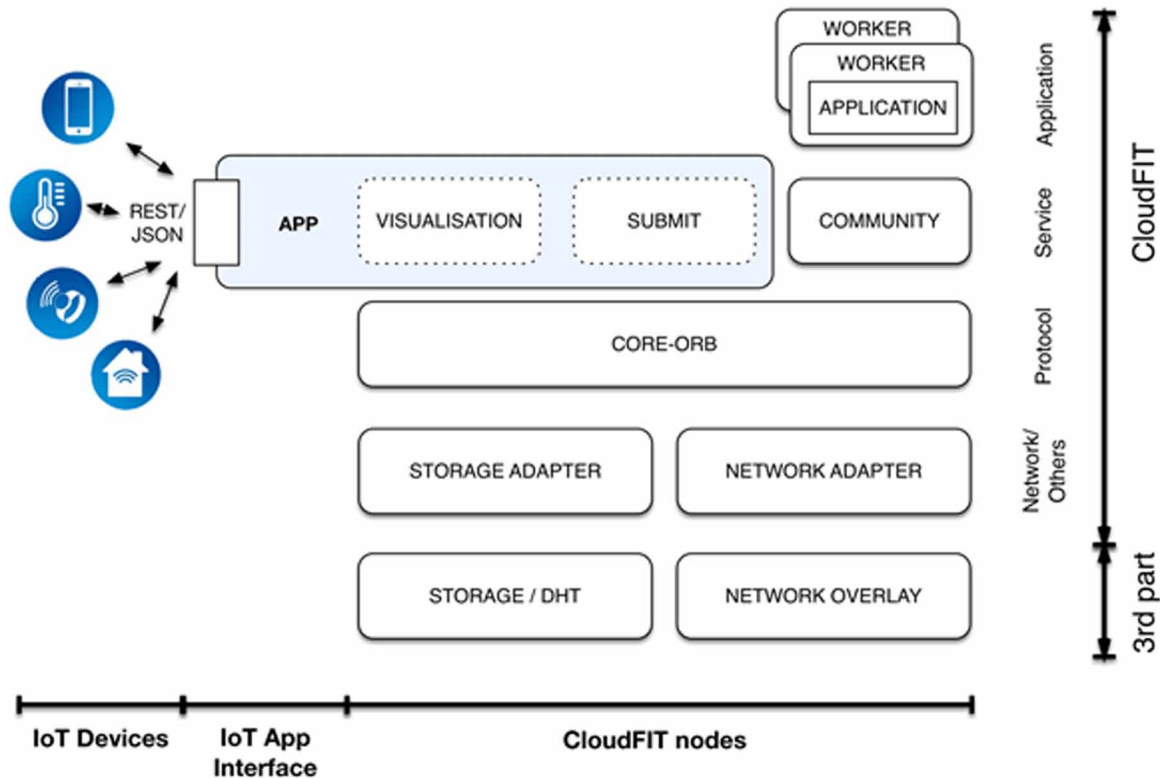 WORKER
WORKER
APPLICATION
Application
REST/
JSON
APP
VISUALISATION
SUBMIT
COMMUNITY
Service
CloudFIT
CORE-ORB
Protocol
STORAGE ADAPTER
NETWORK ADAPTER
Network/
Others
STORAGE / DHT
NETWORK OVERLAY
3rd part
IoT Devices
IoT App
Interface
CloudFIT nodes